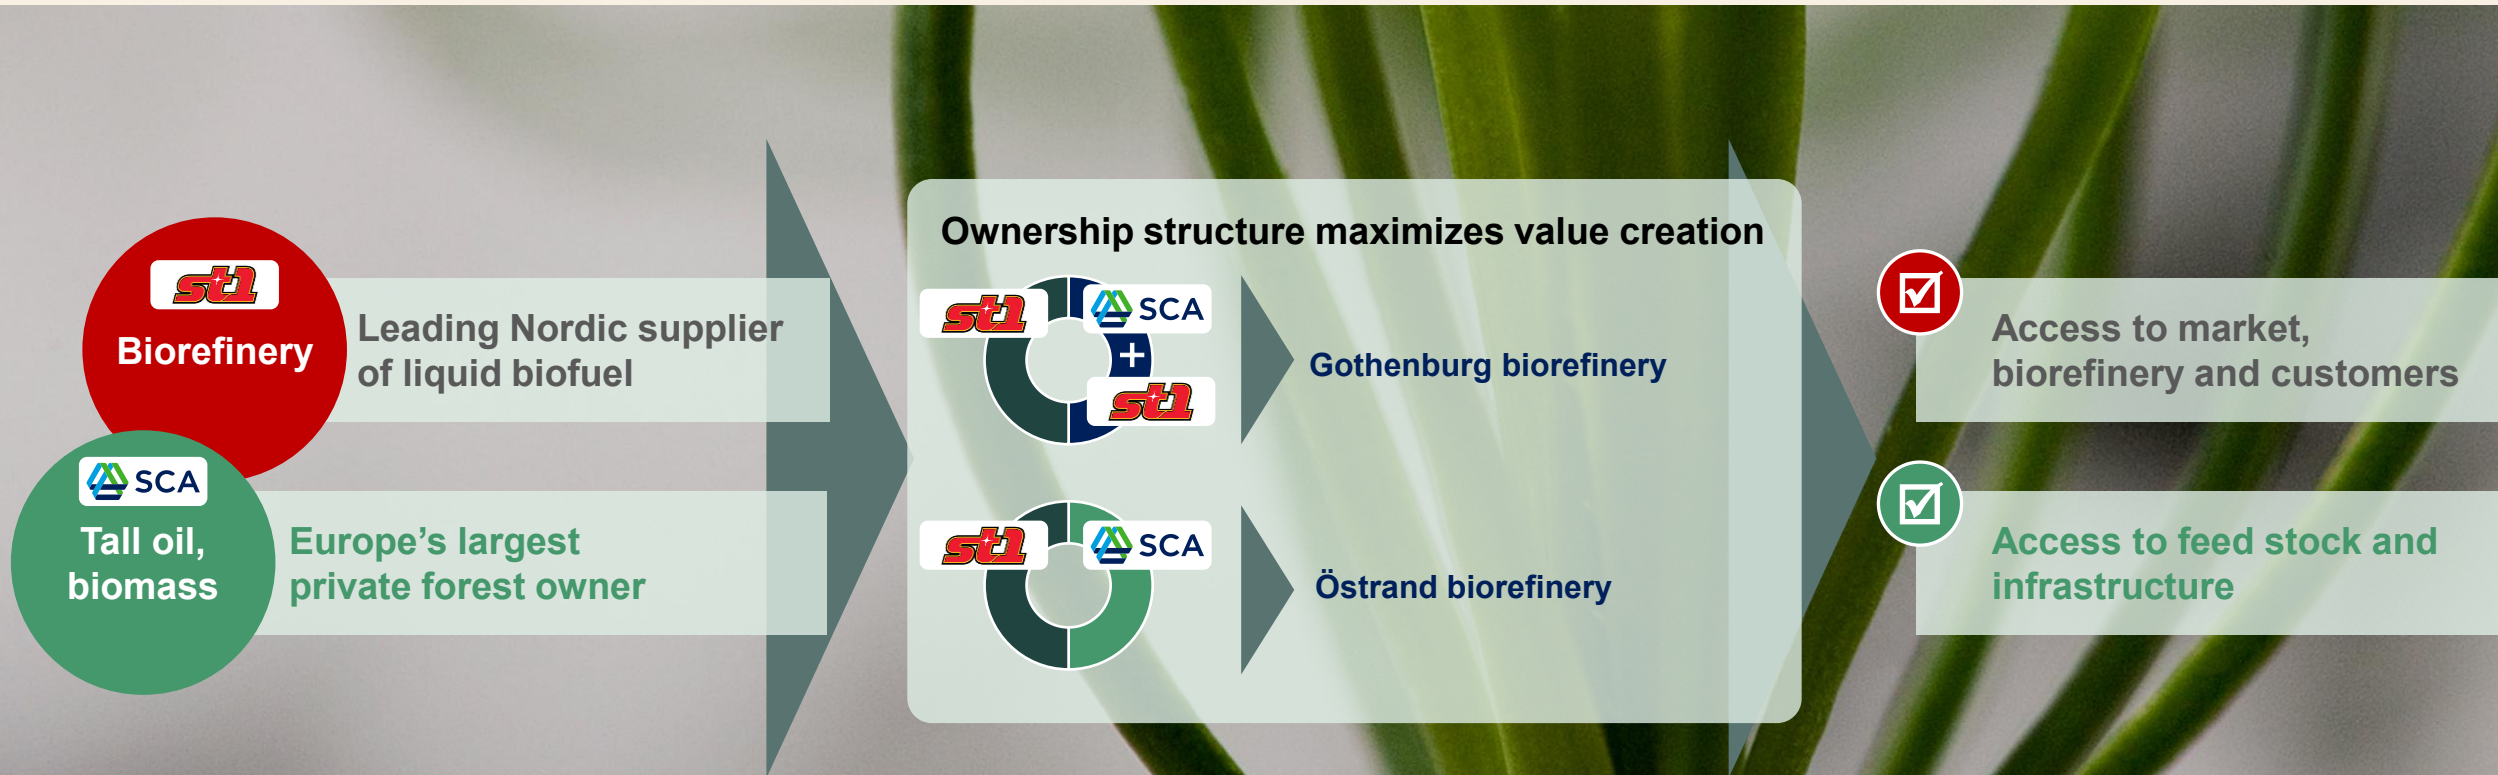 st1
Biorefinery
Leading Nordic supplier
of liquid biofuel
SCA
Tall oil,
biomass
Europe's largest
private forest owner
Ownership structure maximizes value creation
st1
SCA
+
st1
Gothenburg biorefinery
st1
SCA
Östrand biorefinery
Access to market,
biorefinery and customers
Access to feed stock and
infrastructure